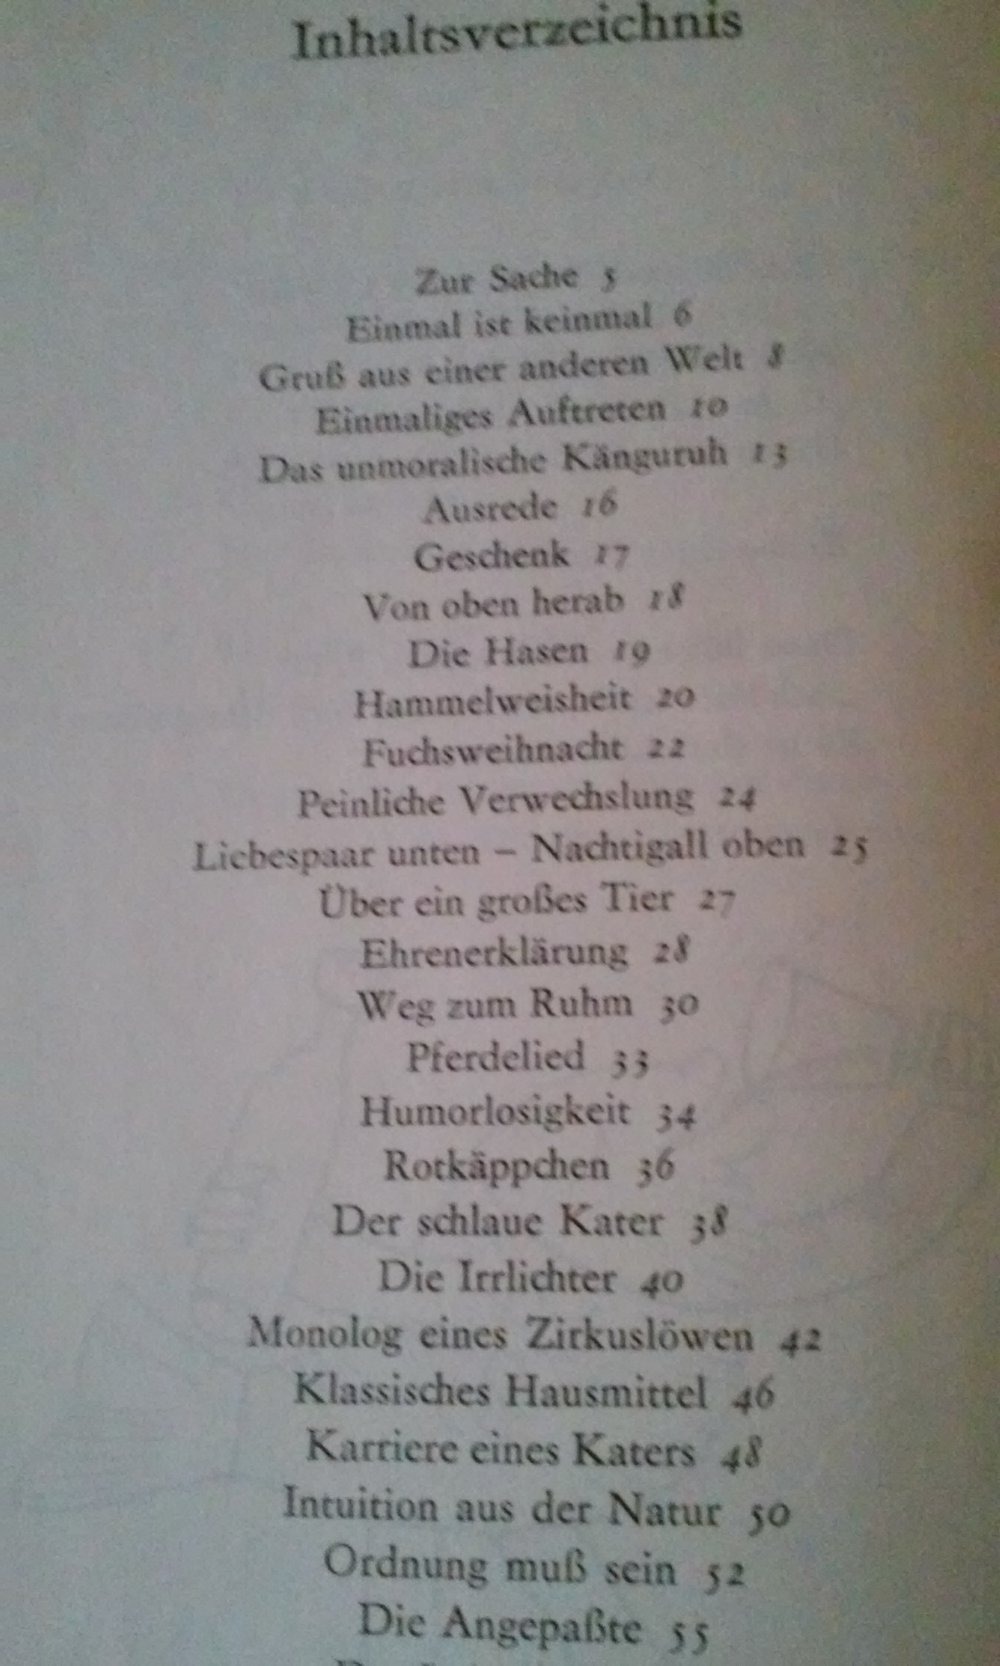 Inhaltsverzeichnis
Zur Sache 5
Einmal ist keinmal 6
Gruß aus einer anderen Welt 8
Einmaliges Auftreten 10
Das unmoralische Känguruh 13
Ausrede 16
Geschenk 17
Von oben herab 18
Die Hasen 19
Hammelweisheit 20
Fuchsweihnacht 22
Peinliche Verwechslung 24
Liebespaar unten – Nachtigall oben 25
Über ein großes Tier 27
Ehrenerklärung 28
Weg zum Ruhm 30
Pferdelied 33
Humorlosigkeit 34
Rotkäppchen 36
Der schlaue Kater 38
Die Irrlichter 40
Monolog eines Zirkuslöwen 42
Klassisches Hausmittel 46
Karriere eines Katers 48
Intuition aus der Natur 50
Ordnung muß sein 52
Die Angepaßte 55